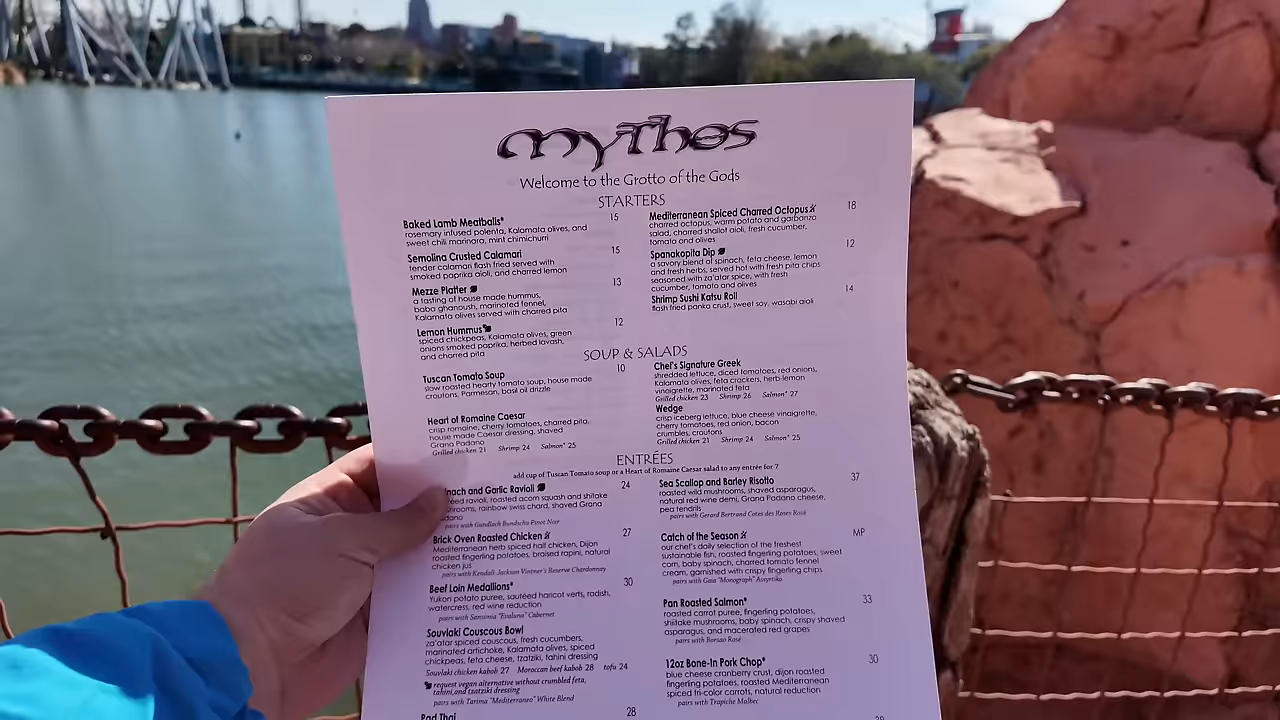 mythos
Welcome to the Grotto of the Gods
STARTERS
Baked Lamb Meatballs* 15
rosemary infused polenta, Kalamata olives, and
sweet chili marinara, mint chimichurri
Semolina Crusted Calamari 15
tender calamari flash fried served with
smoked paprika aioli, and charred lemon
Mezze Platter 13
a tasting of house made hummus,
baba ghanoush, marinated fennel,
Kalamata olives served with charred pita
Lemon Hummus 12
spiced chickpeas, Kalamata olives, green
onions smoked paprika, herbed lavash,
and charred pita
Mediterranean Spiced Charred Octopus 18
charred octopus, warm potato and garbanzo
salad, charred shallot aioli, fresh cucumber,
tomato and olives
Spanakopita Dip 12
a savory blend of spinach, feta cheese, lemon
and fresh herbs, served hot with fresh pita chips
seasoned with za'atar spice, with fresh
cucumber, tomato and olives
Shrimp Sushi Katsu Roll 14
flash fried panko crust, sweet soy, wasabi aioli
SOUP & SALADS
Tuscan Tomato Soup 10
slow roasted hearty tomato soup, house made
croutons, Parmesan, basil oil drizzle
Heart of Romaine Caesar
crisp romaine, cherry tomatoes, charred pita,
house made Caesar dressing, shaved
Grana Padano
Grilled chicken 21 Shrimp 24 Salmon* 25
Chef's Signature Greek
shredded lettuce, diced tomatoes, red onions,
Kalamata olives, feta crackers, herb-lemon
vinaigrette, marinated feta
Grilled chicken 23 Shrimp 26 Salmon* 27
Wedge
crisp iceberg lettuce, blue cheese vinaigrette,
cherry tomatoes, red onion, bacon
crumbles, croutons
Grilled chicken 21 Shrimp 24 Salmon* 25
ENTRÉES
add cup of Tuscan Tomato soup or a Heart of Romaine Caesar salad to any entrée for 7
nach and Garlic Ravioli 24
eed ravioli, roasted acorn squash and shiitake
rooms, rainbow swiss chard, shaved Grana
dano
pairs with Gundlach Bundschu Pinot Noir
Brick Oven Roasted Chicken 27
Mediterranean herb spiced half chicken, Dijon
roasted fingerling potatoes, braised rapini, natural
chicken jus
pairs with Kendall-Jackson Vintner's Reserve Chardonnay
Beef Loin Medallions* 30
Yukon potato puree, sautéed haricot verts, radish,
watercress, red wine reduction
pairs with Santema "Evaluna" Cabernet
Souvlaki Couscous Bowl
za'atar spiced couscous, fresh cucumbers,
marinated artichoke, Kalamata olives, spiced
chickpeas, feta cheese, tzatziki, tahini dressing
Souvlaki chicken kabob 27 Moroccan beef kabob 28 tofu 24
request vegan alternative without crumbled feta,
tahini, and tzatziki dressing
pairs with Tarima "Mediterraneo" White Blend
Pad Thai 28
Sea Scallop and Barley Risotto 37
roasted wild mushrooms, shaved asparagus,
natural red wine demi, Grana Padano cheese,
pea tendrils
pairs with Gerard Bertrand Cotes des Roses Rosé
Catch of the Season MP
our chef's daily selection of the freshest
sustainable fish, roasted fingerling potatoes, sweet
corn, baby spinach, charred tomato fennel
cream, garnished with crispy fingerling chips
pairs with Gaia "Monograph" Assyrtiko
Pan Roasted Salmon* 33
roasted carrot puree, fingerling potatoes,
shiitake mushrooms, baby spinach, crispy shaved
asparagus, and macerated red grapes
pairs with Borsao Rosé
12oz Bone-In Pork Chop* 30
blue cheese cranberry crust, dijon roasted
fingerling potatoes, roasted Mediterranean
spiced tri-color carrots, natural reduction
pairs with Trapiche Malbec